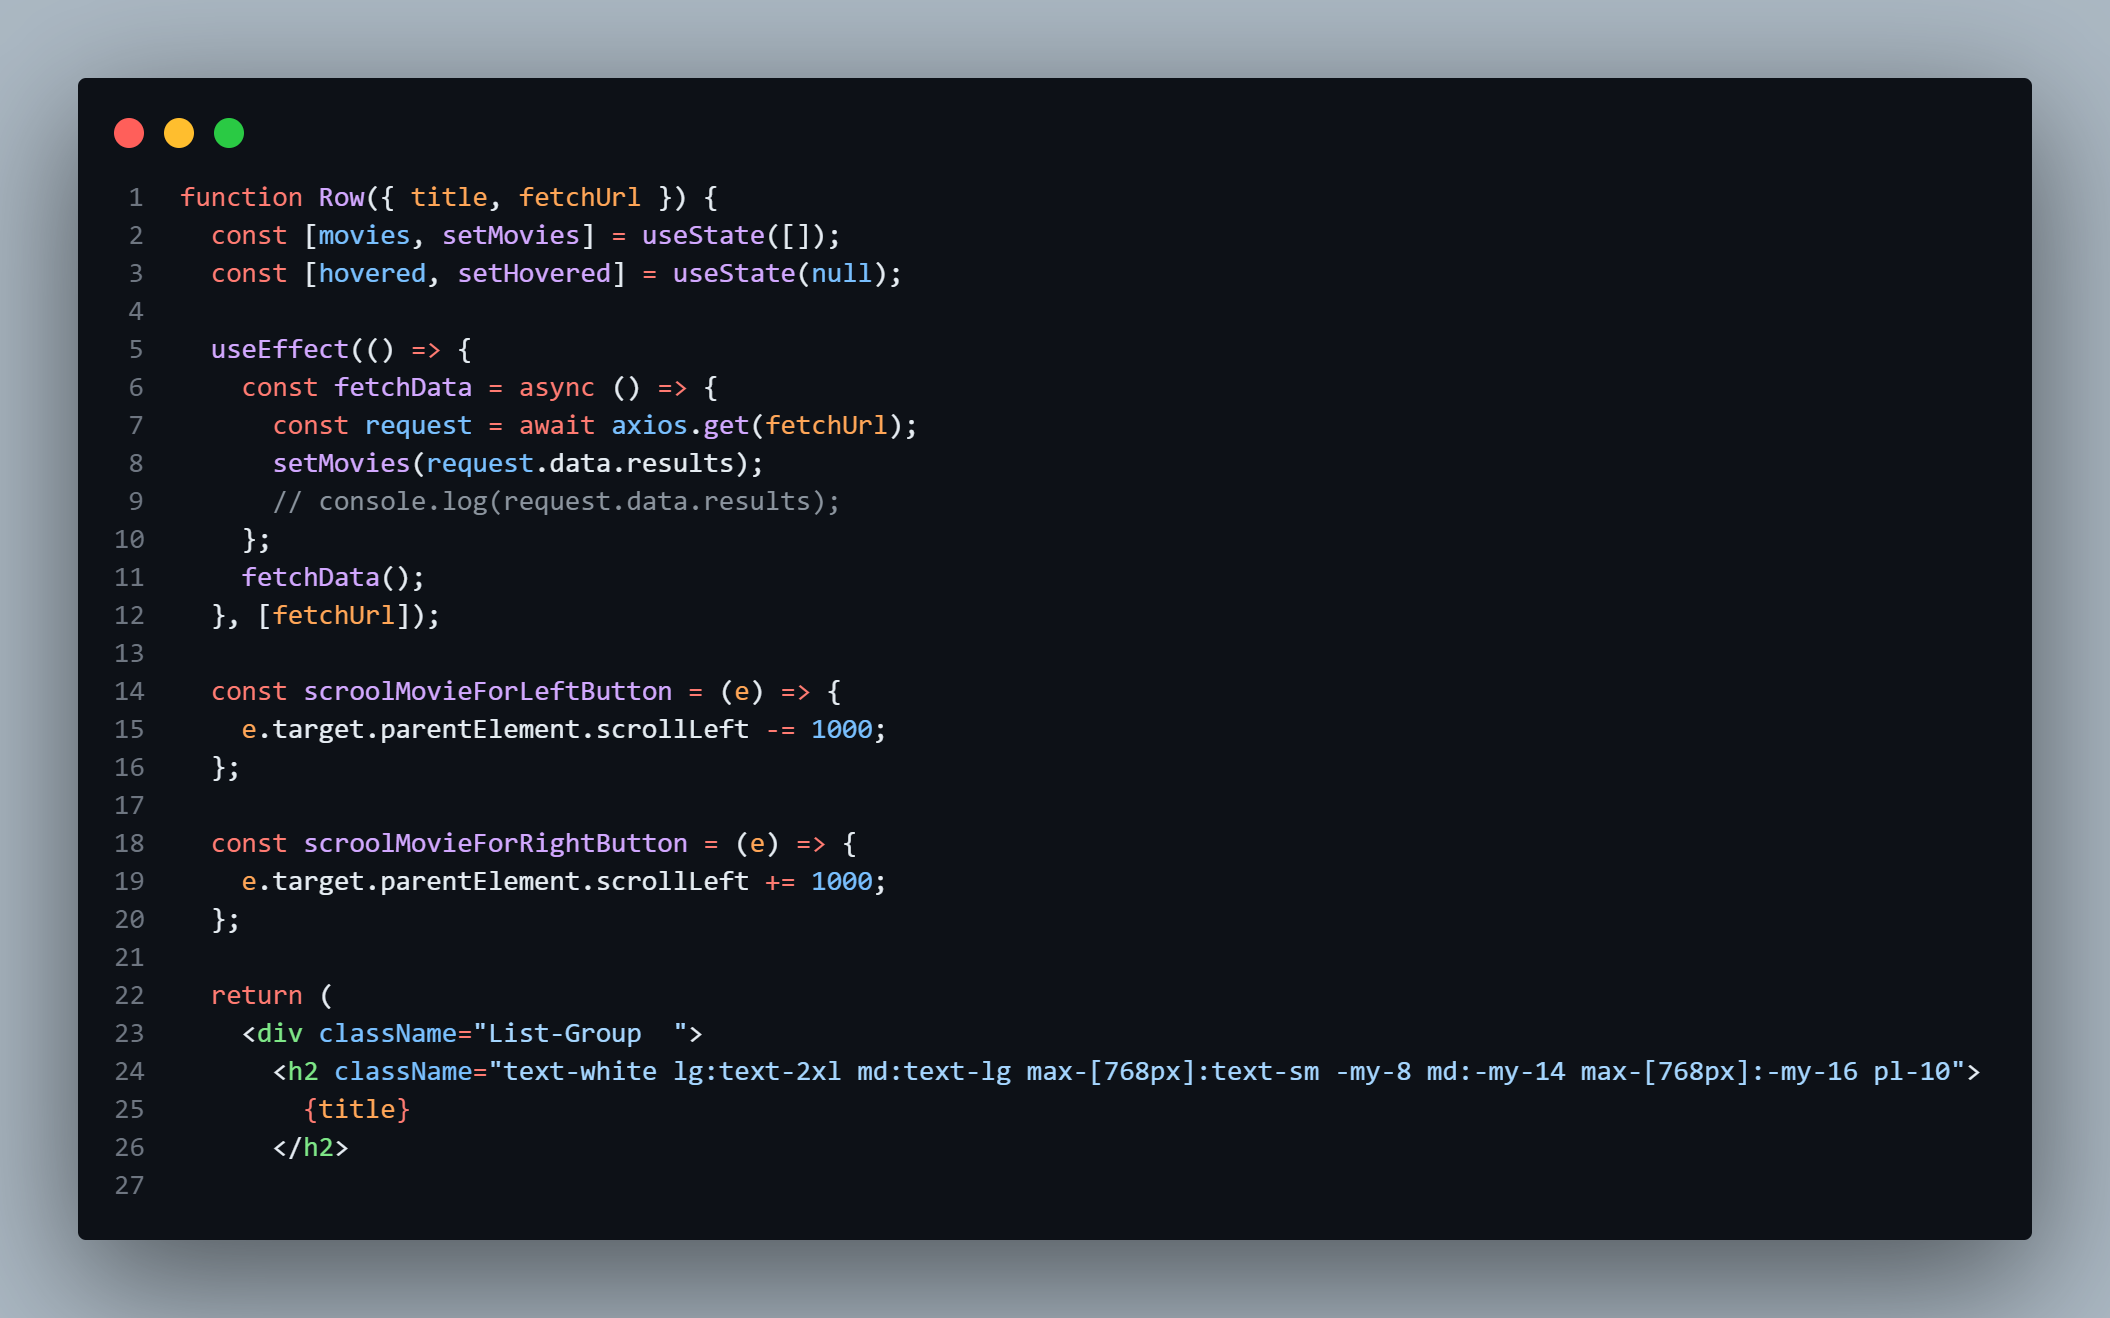 1 function Row({ title, fetchUrl }) {
2   const [movies, setMovies] = useState([]);
3   const [hovered, setHovered] = useState(null);
4
5   useEffect(() => {
6     const fetchData = async () => {
7       const request = await axios.get(fetchUrl);
8       setMovies(request.data.results);
9       // console.log(request.data.results);
10     };
11     fetchData();
12   }, [fetchUrl]);
13
14   const scroolMovieForLeftButton = (e) => {
15     e.target.parentElement.scrollLeft -= 1000;
16   };
17
18   const scroolMovieForRightButton = (e) => {
19     e.target.parentElement.scrollLeft += 1000;
20   };
21
22   return (
23     <div className="List-Group  ">
24       <h2 className="text-white lg:text-2xl md:text-lg max-[768px]:text-sm -my-8 md:-my-14 max-[768px]:-my-16 pl-10">
25         {title}
26       </h2>
27